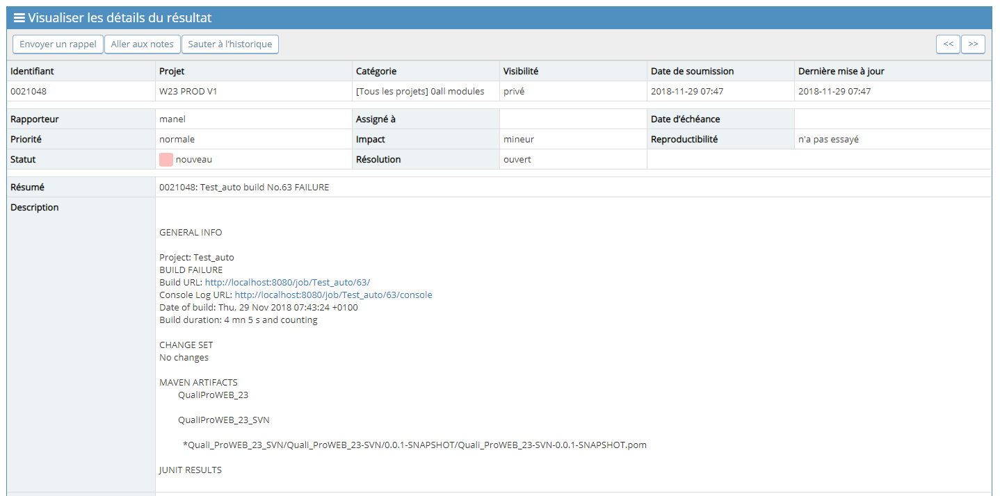 Visualiser les détails du résultat
Envoyer un rappel Aller aux notes Sauter à l'historique << >>
Identifiant Projet Catégorie Visibilité Date de soumission Dernière mise à jour
0021048 W23 PROD V1 [Tous les projets] 0all modules privé 2018-11-29 07:47 2018-11-29 07:47
Rapporteur manel Assigné à Date d’échéance
Priorité normale Impact mineur Reproductibilité n'a pas essayé
Statut nouveau Résolution ouvert
Résumé 0021048: Test_auto build No.63 FAILURE
Description
GENERAL INFO
Project: Test_auto
BUILD FAILURE
Build URL: http://localhost:8080/job/Test_auto/63/
Console Log URL: http://localhost:8080/job/Test_auto/63/console
Date of build: Thu, 29 Nov 2018 07:43:24 +0100
Build duration: 4 mn 5 s and counting
CHANGE SET
No changes
MAVEN ARTIFACTS
QualiProWEB_23
QualiProWEB_23_SVN
*Quali_ProWEB_23_SVN/Quali_ProWEB_23-SVN/0.0.1-SNAPSHOT/Quali_ProWEB_23-SVN-0.0.1-SNAPSHOT.pom
JUNIT RESULTS